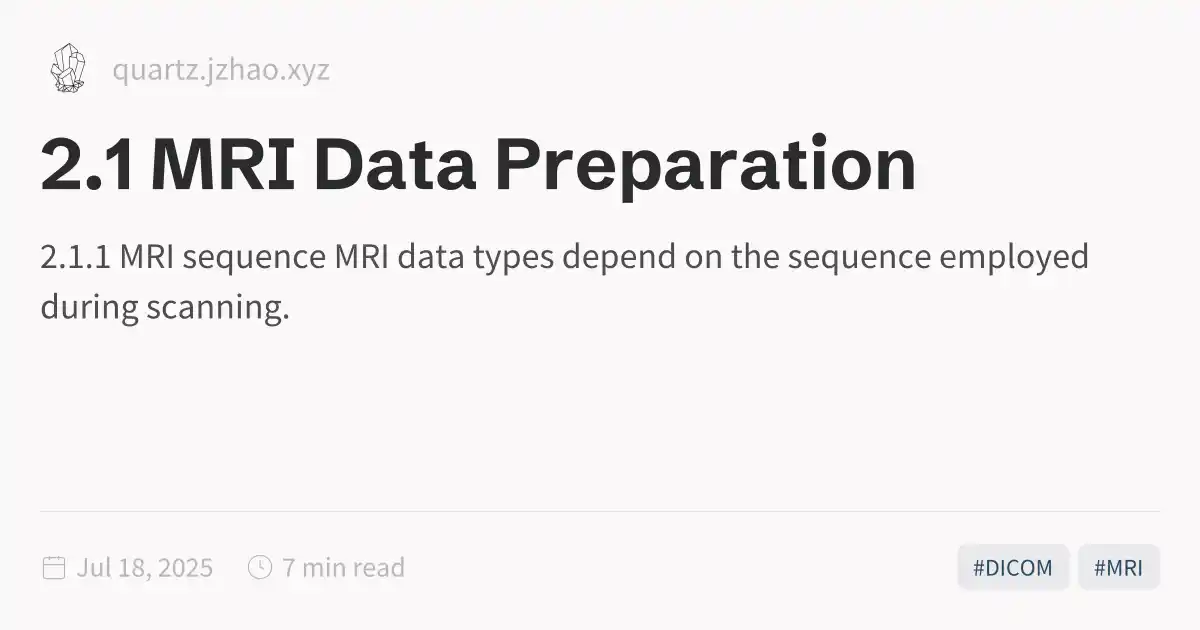 quartz.jzhao.xyz
2.1 MRI Data Preparation
2.1.1 MRI sequence MRI data types depend on the sequence employed
during scanning.
Jul 18, 2025
7 min read
#DICOM
#MRI